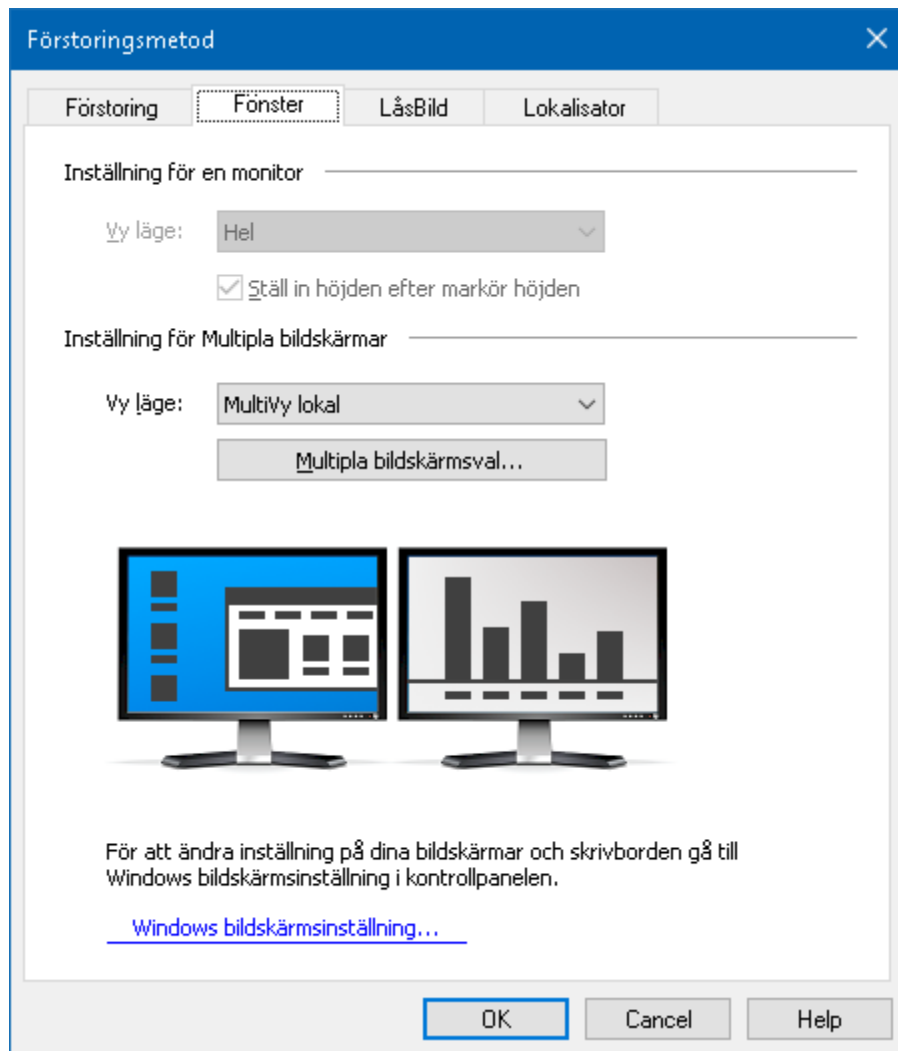 Förstoringsmetod
Förstoring Fönster LåsBild Lokalisator
Inställning för en monitor
Vy läge: Hel
Ställ in höjden efter markör höjden
Inställning för Multipla bildskärmar
Vy läge: MultiVy lokal
Multipla bildskärmsval...
För att ändra inställning på dina bildskärmar och skrivborden gå till
Windows bildskärmsinställning i kontrollpanelen.
Windows bildskärmsinställning...
OK Cancel Help